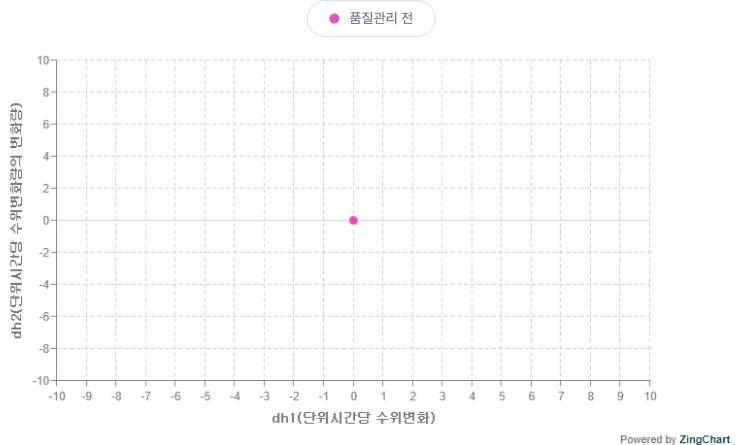 품질관리 전
10
8
6
4
2
0
-2
-4
-6
-8
-10
dh2(단위시간당 수위변화량의 변화량)
-10 -9 -8 -7 -6 -5 -4 -3 -2 -1 0 1 2 3 4 5 6 7 8 9 10
dh1(단위시간당 수위변화)
Powered by ZingChart